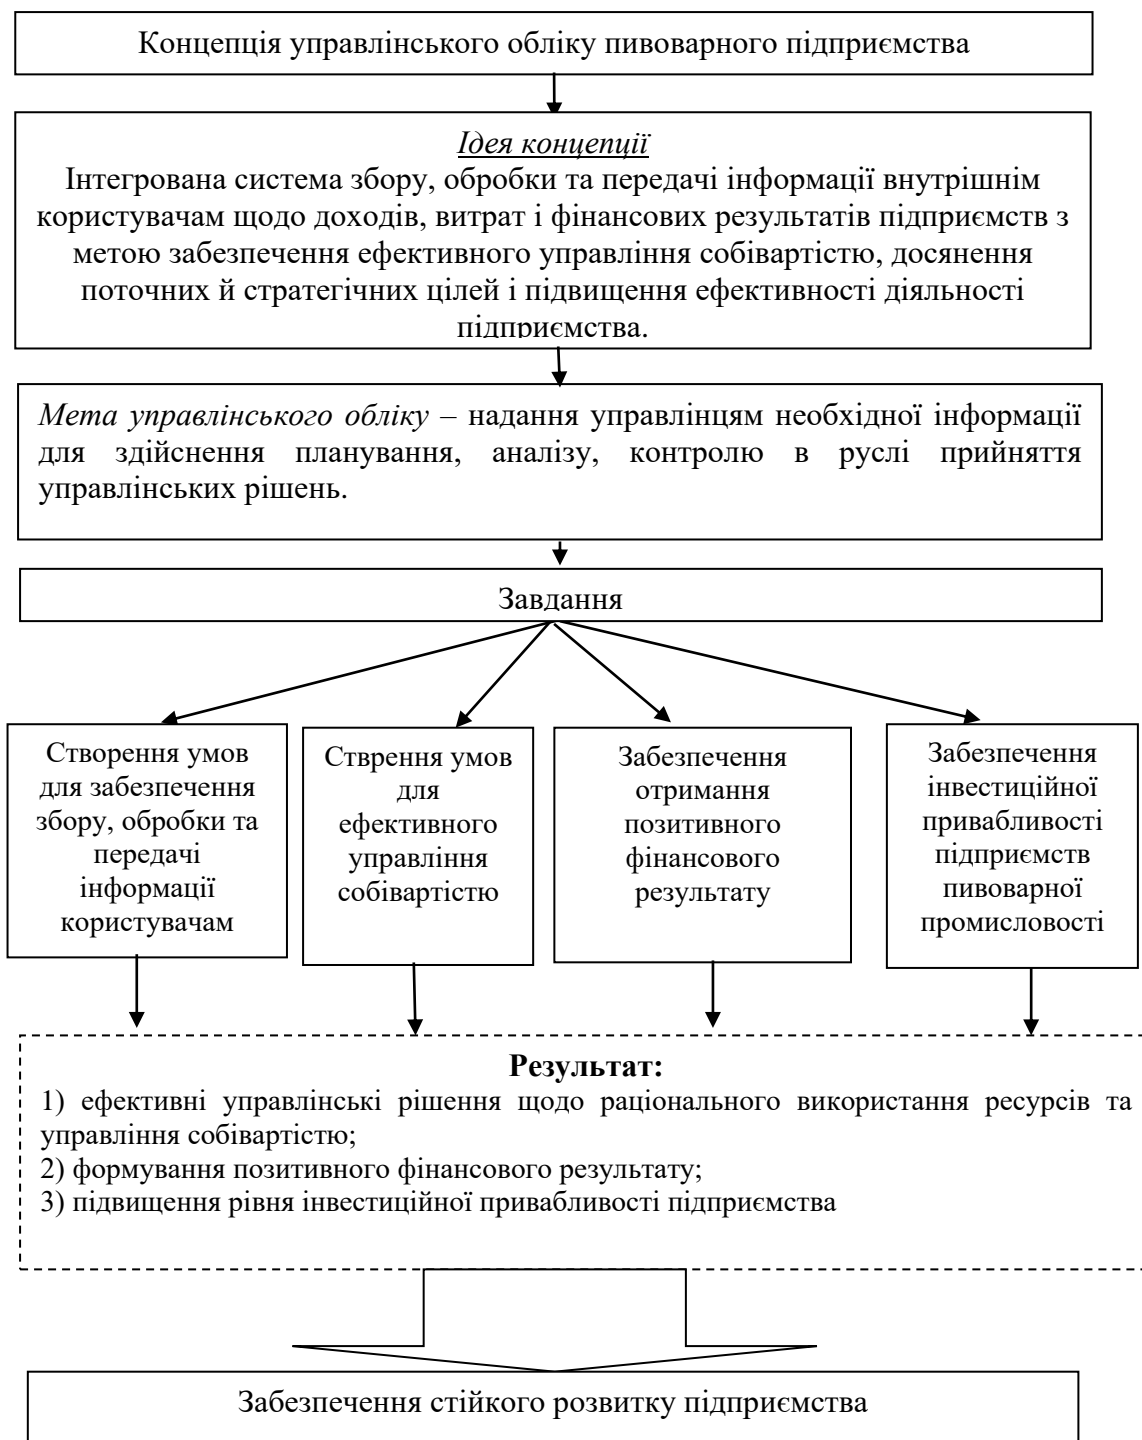 Концепція управлінського обліку пивоварного підприємства
Ідея концепції
Інтегрована система збору, обробки та передачі інформації внутрішнім
користувачам щодо доходів, витрат і фінансових результатів підприємств з
метою забезпечення ефективного управління собівартістю, досянення
поточних й стратегічних цілей і підвищення ефективності діяльності
підприємства.
Мета управлінського обліку – надання управлінцям необхідної інформації
для здійснення планування, аналізу, контролю в руслі прийняття
управлінських рішень.
Завдання
Створення умов
для забезпечення
збору, обробки та
передачі
інформації
користувачам
Стврення умов
для
ефективного
управління
собівартістю
Забезпечення
отримання
позитивного
фінансового
результату
Забезпечення
інвестиційної
привабливості
підприємств
пивоварної
промисловості
Результат:
1) ефективні управлінські рішення щодо раціонального використання ресурсів та
управління собівартістю;
2) формування позитивного фінансового результату;
3) підвищення рівня інвестиційної привабливості підприємства
Забезпечення стійкого розвитку підприємства